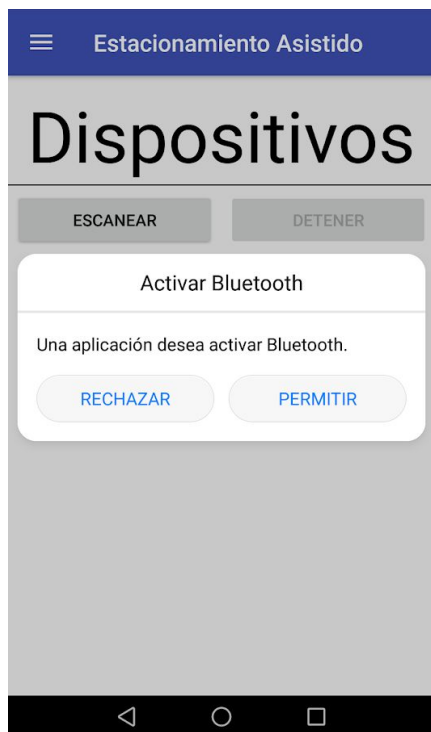 Estacionamiento Asistido
Dispositivos
ESCANEAR DETENER
Activar Bluetooth
Una aplicación desea activar Bluetooth.
RECHAZAR PERMITIR